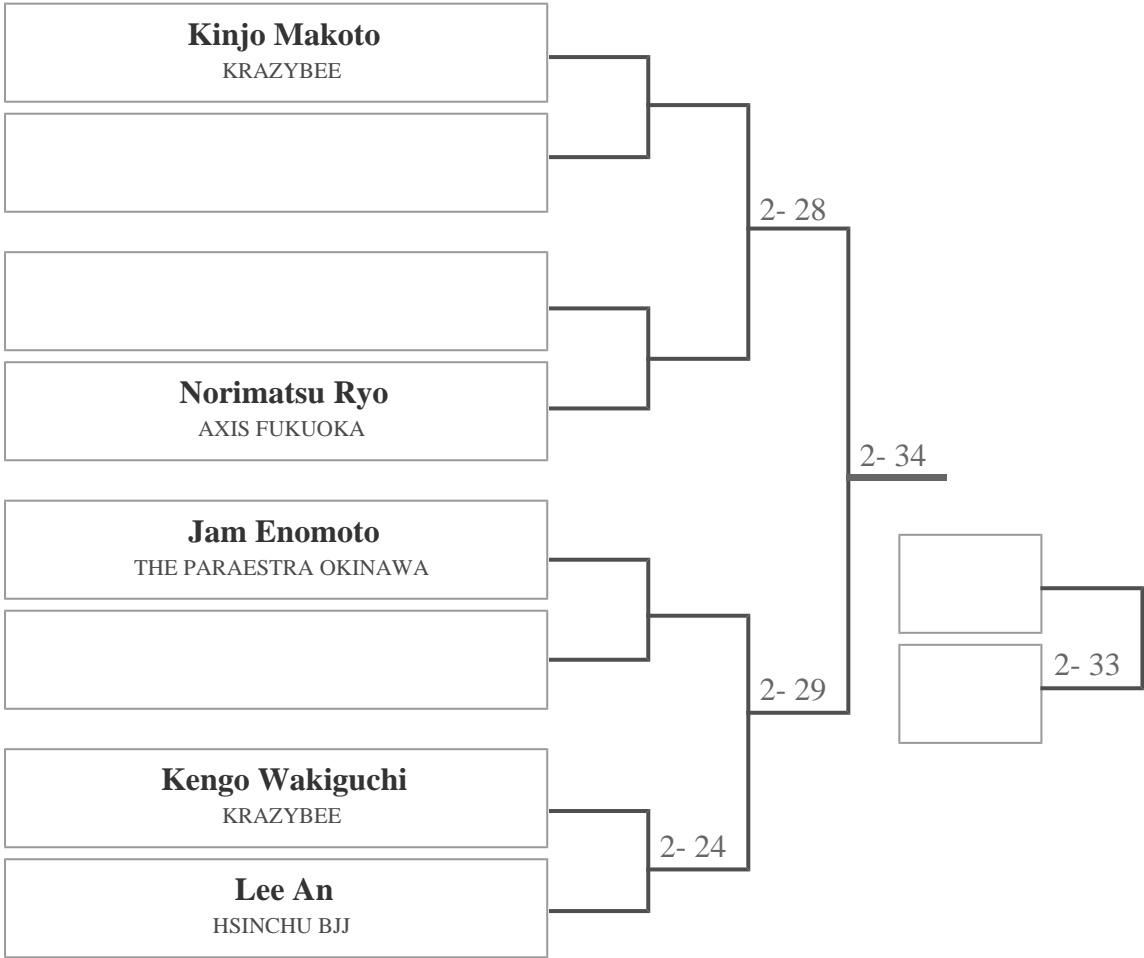 Kinjo Makoto
KRAZYBEE
2- 28
Norimatsu Ryo
AXIS FUKUOKA
2- 34
Jam Enomoto
THE PARAESTRA OKINAWA
2- 33
2- 29
Kengo Wakiguchi
KRAZYBEE
2- 24
Lee An
HSINCHU BJJ